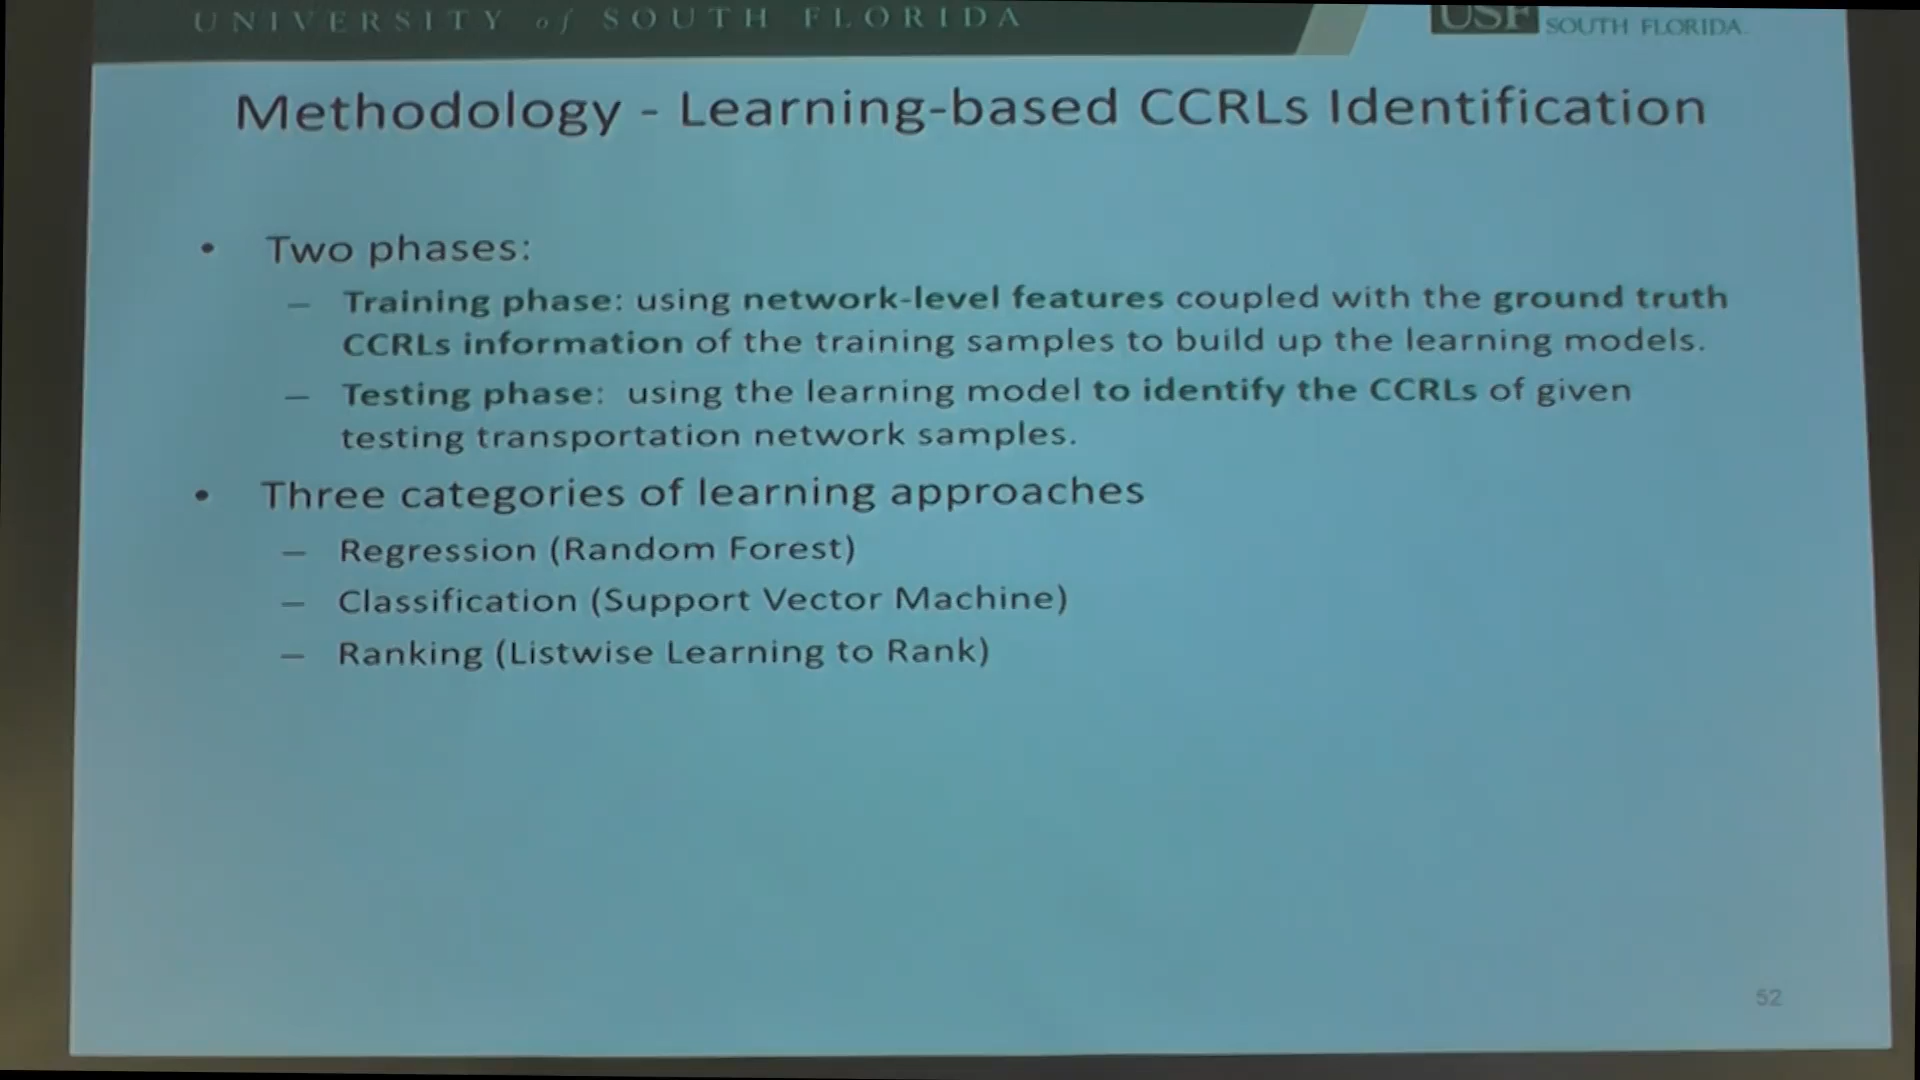 UNIVERSITY of SOUTH FLORIDA
USF SOUTH FLORIDA
Methodology - Learning-based CCRLs Identification
• Two phases:
– Training phase: using network-level features coupled with the ground truth
CCRLs information of the training samples to build up the learning models.
– Testing phase: using the learning model to identify the CCRLs of given
testing transportation network samples.
• Three categories of learning approaches
– Regression (Random Forest)
– Classification (Support Vector Machine)
– Ranking (Listwise Learning to Rank)
52